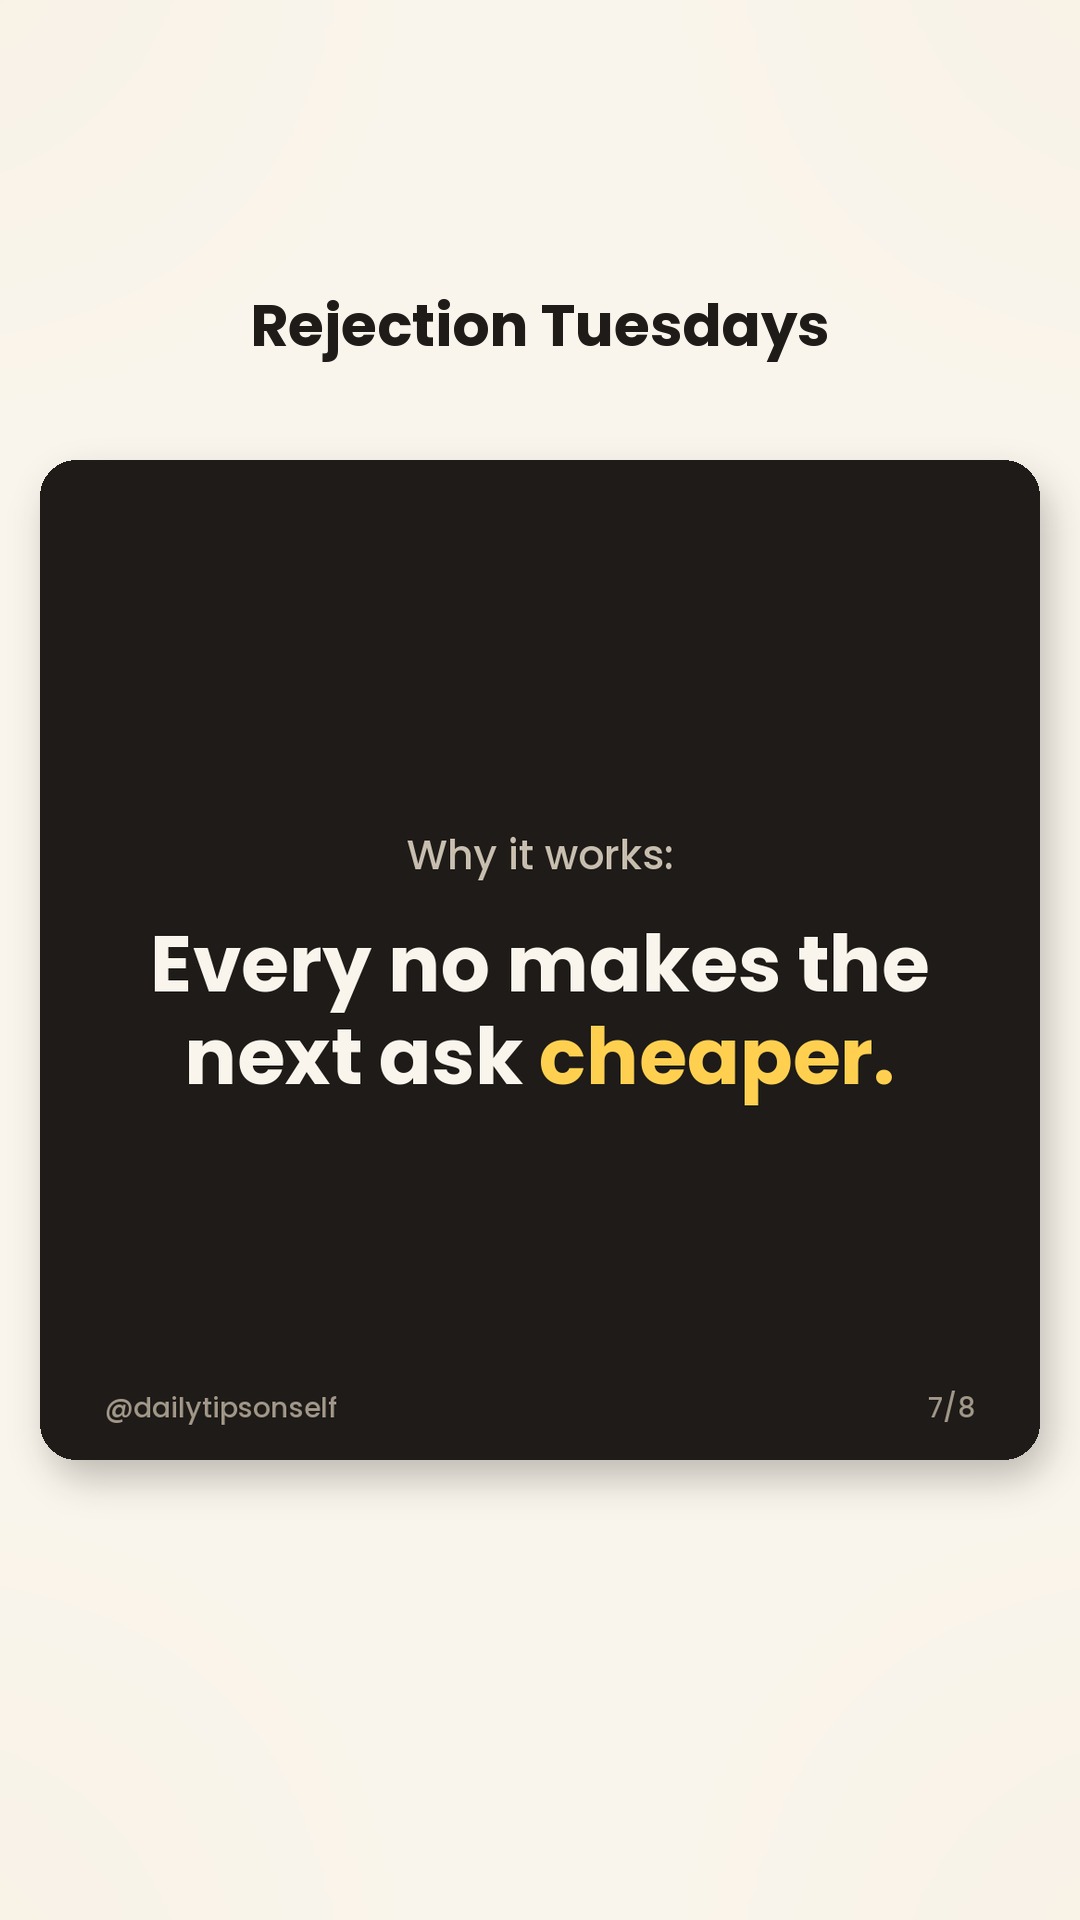 Rejection Tuesdays
Why it works:
Every no makes the
next ask cheaper.
@dailytipsonself
7/8